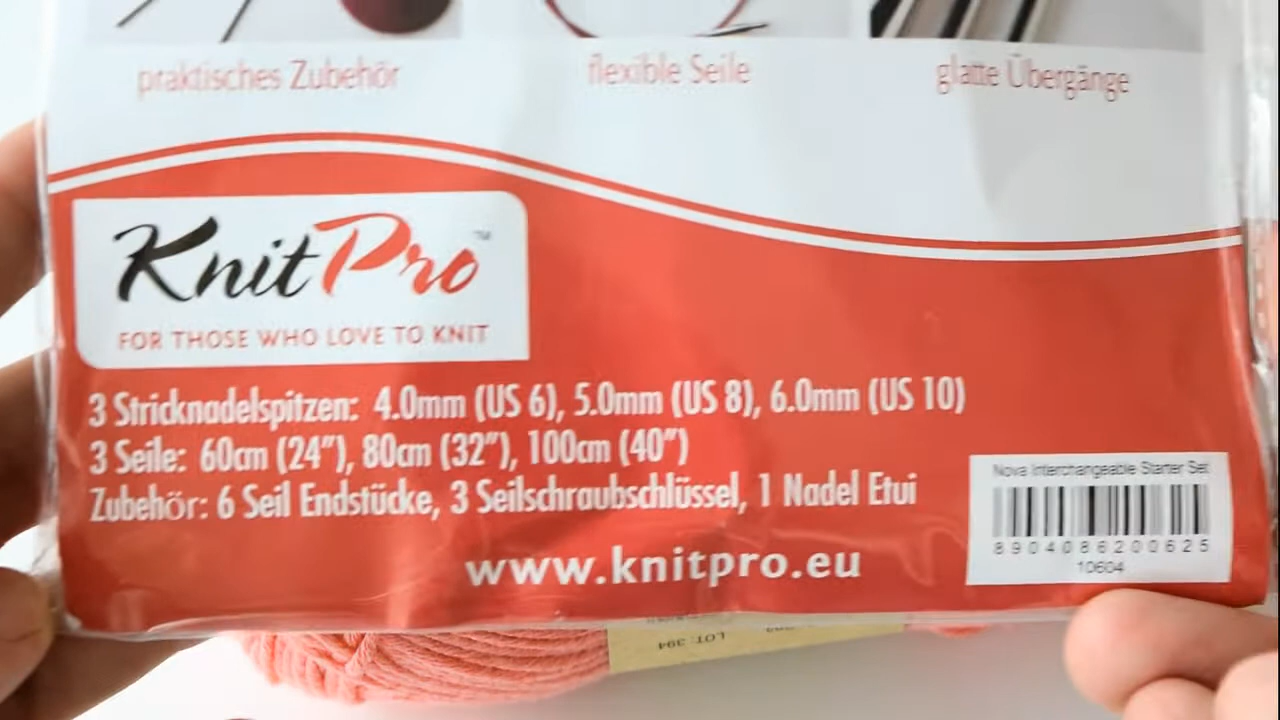 praktisches Zubehör
flexible Seile
glatte Übergänge
KnitPro™
FOR THOSE WHO LOVE TO KNIT
3 Stricknadelspitzen: 4.0mm (US 6), 5.0mm (US 8), 6.0mm (US 10)
3 Seile: 60cm (24”), 80cm (32”), 100cm (40”)
Zubehör: 6 Seil Endstücke, 3 Seilschraubschlüssel, 1 Nadel Etui
www.knitpro.eu
Nova Interchangeable Starter Set
8904086200625
10604
LOT: 394